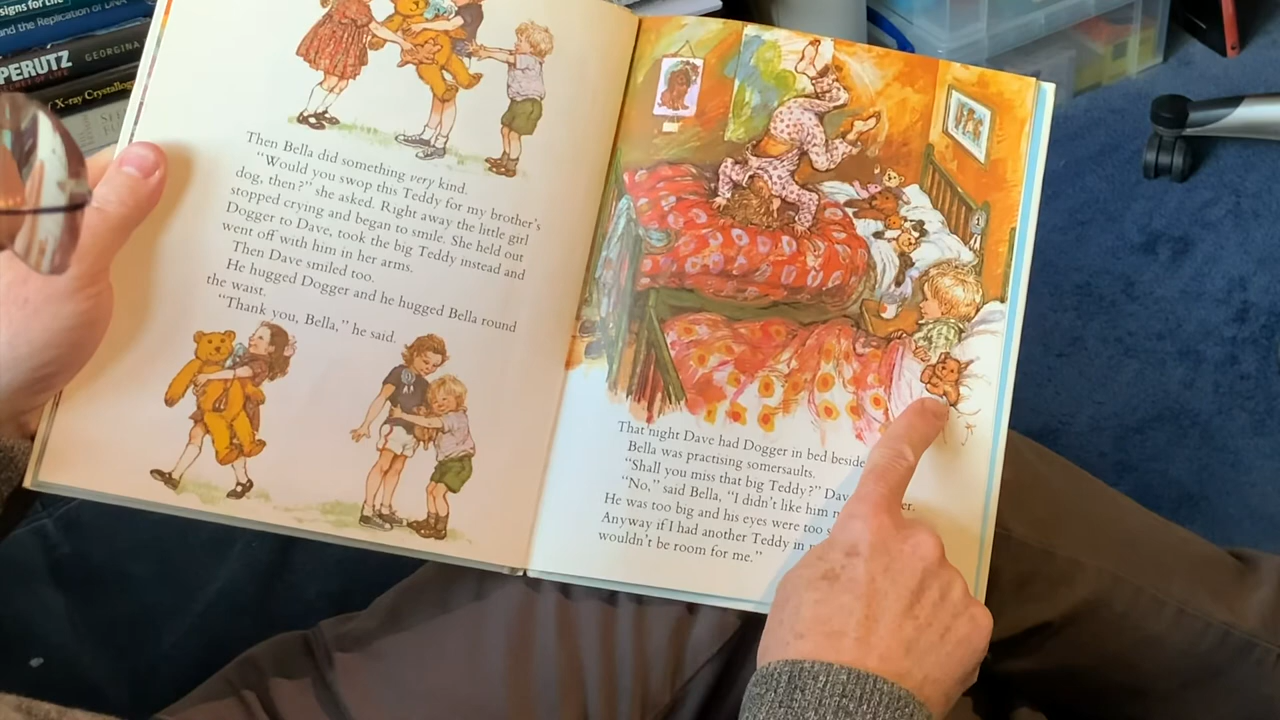 signs for Life
and the Replication of DNA
PERUTZ GEORGINA
of X-ray Crystallog
Then Bella did something very kind.
"Would you swop this Teddy for my brother's
dog, then?" she asked. Right away the little girl
stopped crying and began to smile. She held out
Dogger to Dave, took the big Teddy instead and
went off with him in her arms.
Then Dave smiled too.
He hugged Dogger and he hugged Bella round
the waist.
"Thank you, Bella," he said.
That night Dave had Dogger in bed beside
Bella was practising somersaults.
"Shall you miss that big Teddy?" Dav
"No," said Bella, "I didn't like him er.
He was too big and his eyes were too
Anyway if I had another Teddy in
wouldn't be room for me."